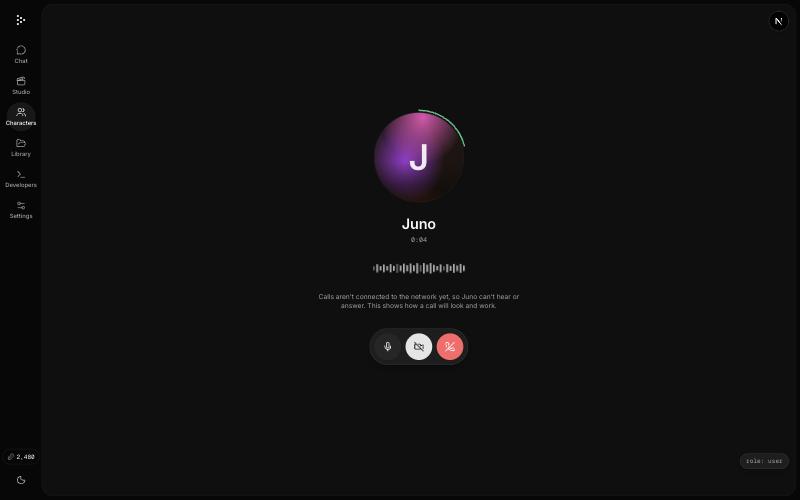 Chat
Studio
Characters
Library
Developers
Settings
2,480
N
J
Juno
0:04
Calls aren't connected to the network yet, so Juno can't hear or
answer. This shows how a call will look and work.
role: user